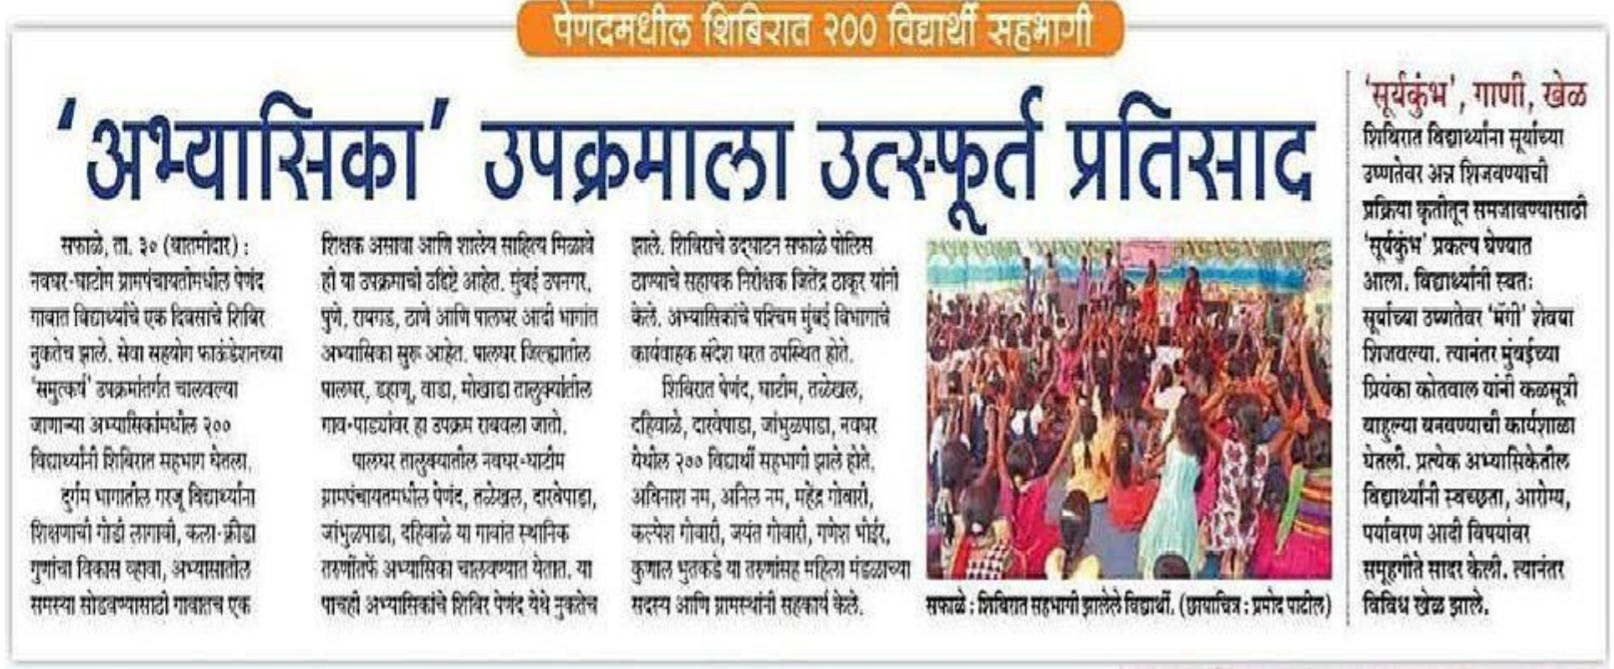 पेणंदमधील शिबिरात २०० विद्यार्थी सहभागी
'अभ्यासिका' उपक्रमाला उत्स्फूर्त प्रतिसाद
सफाळे, ता. ३० (बातमीदार) :
नवघर-घाटीम ग्रामपंचायतीमधील पेणंद
गावात विद्यार्थ्यांचे एक दिवसाचे शिबिर
नुकतेच झाले. सेवा सहयोग फाऊंडेशनच्या
'समुत्कर्ष' उपक्रमांतर्गत चालवल्या
जाणाऱ्या अभ्यासिकांमधील २००
विद्यार्थ्यांनी शिबिरात सहभाग घेतला.
दुर्गम भागातील गरजू विद्यार्थ्यांना
शिक्षणाची गोडी लागावी, कला-क्रीडा
गुणांचा विकास व्हावा, अभ्यासातील
समस्या सोडवण्यासाठी गावातच एक
शिक्षक असावा आणि शालेय साहित्य मिळावे
ही या उपक्रमाची उद्दिष्टे आहेत. मुंबई उपनगर,
पुणे, रायगड, ठाणे आणि पालघर आदी भागांत
अभ्यासिका सुरू आहेत. पालघर जिल्ह्यातील
पालघर, डहाणू, वाडा, मोखाडा तालुक्यांतील
गाव-पाड्यांवर हा उपक्रम राबवला जातो.
पालघर तालुक्यातील नवघर-घाटीम
ग्रामपंचायतमधील पेणंद, तळेखल, दारवेपाडा,
जांभुळपाडा, दहिवाळे या गावांत स्थानिक
तरुणांतर्फे अभ्यासिका चालवण्यात येतात. या
पाचही अभ्यासिकांचे शिबिर पेणंद येथे नुकतेच
झाले. शिबिराचे उद्‌घाटन सफाळे पोलिस
ठाण्याचे सहायक निरीक्षक जितेंद्र ठाकूर यांनी
केले. अभ्यासिकांचे पश्चिम मुंबई विभागाचे
कार्यवाहक संदेश घरत उपस्थित होते.
शिबिरात पेणंद, घाटीम, तळेखल,
दहिवाळे, दारवेपाडा, जांभुळपाडा, नवघर
येथील २०० विद्यार्थी सहभागी झाले होते.
अविनाश नम, अनिल नम, महेंद्र गोवारी,
कल्पेश गोवारी, जयंत गोवारी, गणेश भोईर,
कुणाल भुतकडे या तरुणांसह महिला मंडळाच्या
सदस्य आणि ग्रामस्थांनी सहकार्य केले.
सफाळे : शिबिरात सहभागी झालेले विद्यार्थी. (छायाचित्र : प्रमोद पाटील)
'सूर्यकुंभ', गाणी, खेळ
शिबिरात विद्यार्थ्यांना सूर्याच्या
उष्णतेवर अन्न शिजवण्याची
प्रक्रिया कृतीतून समजावण्यासाठी
'सूर्यकुंभ' प्रकल्प घेण्यात
आला. विद्यार्थ्यांनी स्वतः
सूर्याच्या उष्णतेवर 'मॅगी' शेवया
शिजवल्या. त्यानंतर मुंबईच्या
प्रियंका कोतवाल यांनी कळसूत्री
बाहुल्या बनवण्याची कार्यशाळा
घेतली. प्रत्येक अभ्यासिकेतील
विद्यार्थ्यांनी स्वच्छता, आरोग्य,
पर्यावरण आदी विषयांवर
समूहगीते सादर केली. त्यानंतर
विविध खेळ झाले.